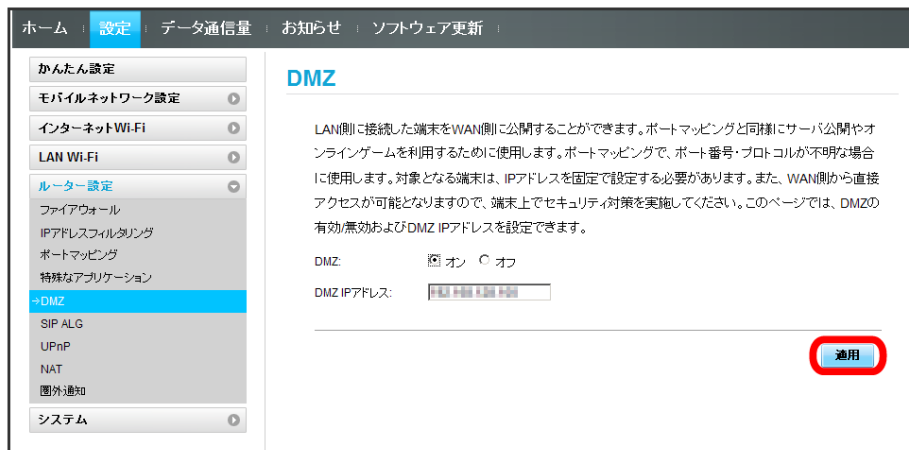 ホーム 設定 データ通信量 お知らせ ソフトウェア更新
かんたん設定
モバイルネットワーク設定
インターネットWi-Fi
LAN Wi-Fi
ルーター設定
ファイアウォール
IPアドレスフィルタリング
ポートマッピング
特殊なアプリケーション
→DMZ
SIP ALG
UPnP
NAT
圏外通知
システム
DMZ
LAN側に接続した端末をWAN側に公開することができます。ポートマッピングと同様にサーバ公開やオ
ンラインゲームを利用するために使用します。ポートマッピングで、ポート番号・プロトコルが不明な場合
に使用します。対象となる端末は、IPアドレスを固定で設定する必要があります。また、WAN側から直接
アクセスが可能となりますので、端末上でセキュリティ対策を実施してください。このページでは、DMZの
有効/無効およびDMZ IPアドレスを設定できます。
DMZ: オン オフ
DMZ IPアドレス:
適用